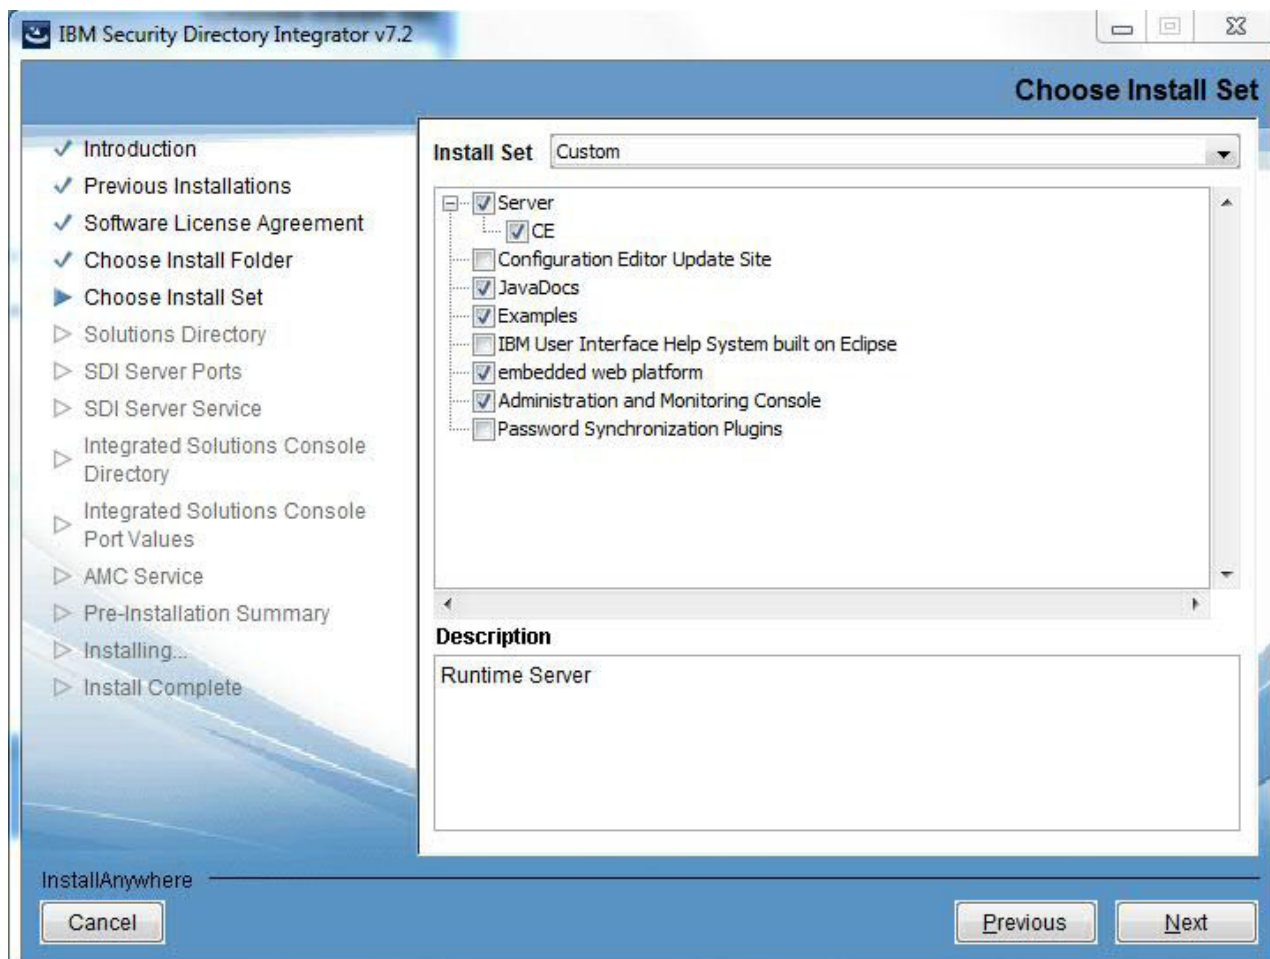 IBM Security Directory Integrator v7.2
Choose Install Set
Introduction
Previous Installations
Software License Agreement
Choose Install Folder
Choose Install Set
Solutions Directory
SDI Server Ports
SDI Server Service
Integrated Solutions Console
Directory
Integrated Solutions Console
Port Values
AMC Service
Pre-Installation Summary
Installing...
Install Complete
Install Set
Custom
Server
CE
Configuration Editor Update Site
JavaDocs
Examples
IBM User Interface Help System built on Eclipse
embedded web platform
Administration and Monitoring Console
Password Synchronization Plugins
Description
Runtime Server
InstallAnywhere
Cancel
Previous
Next